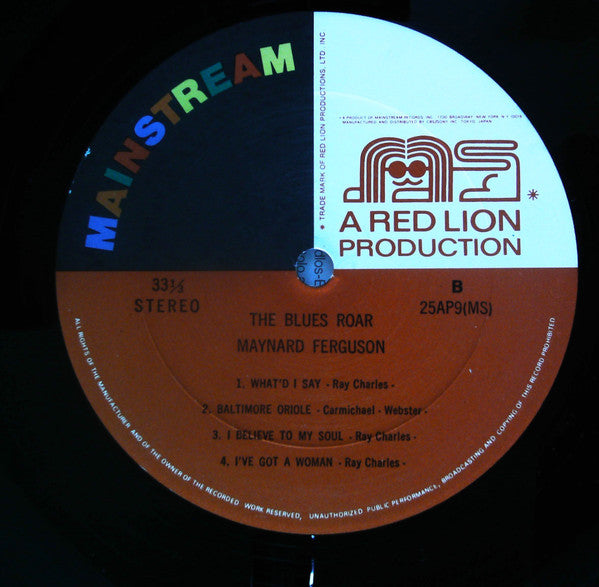 MAINSTREAM
* TRADE MARK OF RED LION PRODUCTIONS, LTD. INC
* A PRODUCT OF MAINSTREAM RECORDS, INC. 1700 BROADWAY, NEW YORK, N.Y. 10019
MANUFACTURED AND DISTRIBUTED BY CBS/SONY INC. TOKYO, JAPAN
*
A RED LION
PRODUCTION
33⅓
STEREO
B
25AP9(MS)
THE BLUES ROAR
MAYNARD FERGUSON
1. WHAT'D I SAY - Ray Charles -
2. BALTIMORE ORIOLE - Carmichael - Webster -
3. I BELIEVE TO MY SOUL - Ray Charles -
4. I'VE GOT A WOMAN - Ray Charles -
ALL RIGHTS OF THE MANUFACTURER AND OF THE OWNER OF THE RECORDED WORK RESERVED, UNAUTHORIZED PUBLIC PERFORMANCE, BROADCASTING AND COPYING OF THIS RECORD PROHIBITED